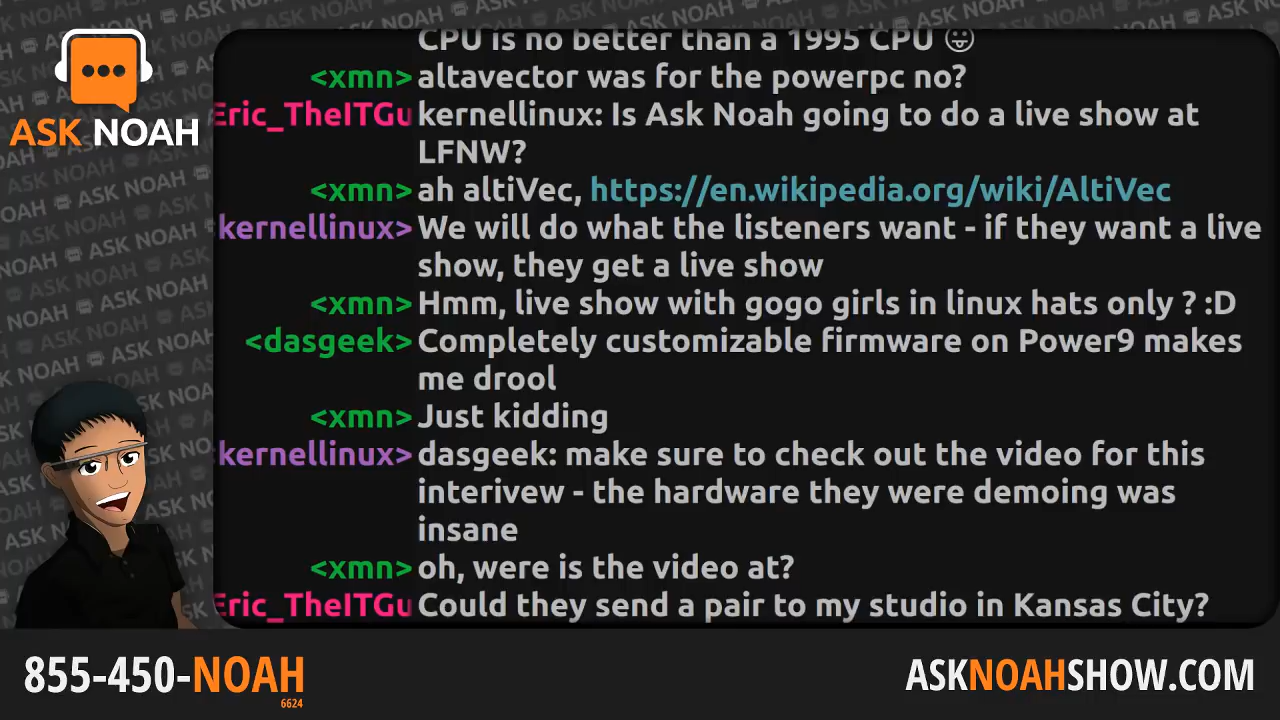 CPU is no better than a 1995 CPU 😛
<xmn> altavector was for the powerpc no?
Eric_TheITGu kernellinux: Is Ask Noah going to do a live show at
LFNW?
<xmn> ah altiVec, https://en.wikipedia.org/wiki/AltiVec
kernellinux> We will do what the listeners want - if they want a live
show, they get a live show
<xmn> Hmm, live show with gogo girls in linux hats only ? :D
<dasgeek> Completely customizable firmware on Power9 makes
me drool
<xmn> Just kidding
kernellinux> dasgeek: make sure to check out the video for this
interivew - the hardware they were demoing was
insane
<xmn> oh, were is the video at?
Eric_TheITGu Could they send a pair to my studio in Kansas City?
ASK NOAH
855-450-NOAH
6624
ASKNOAHSHOW.COM